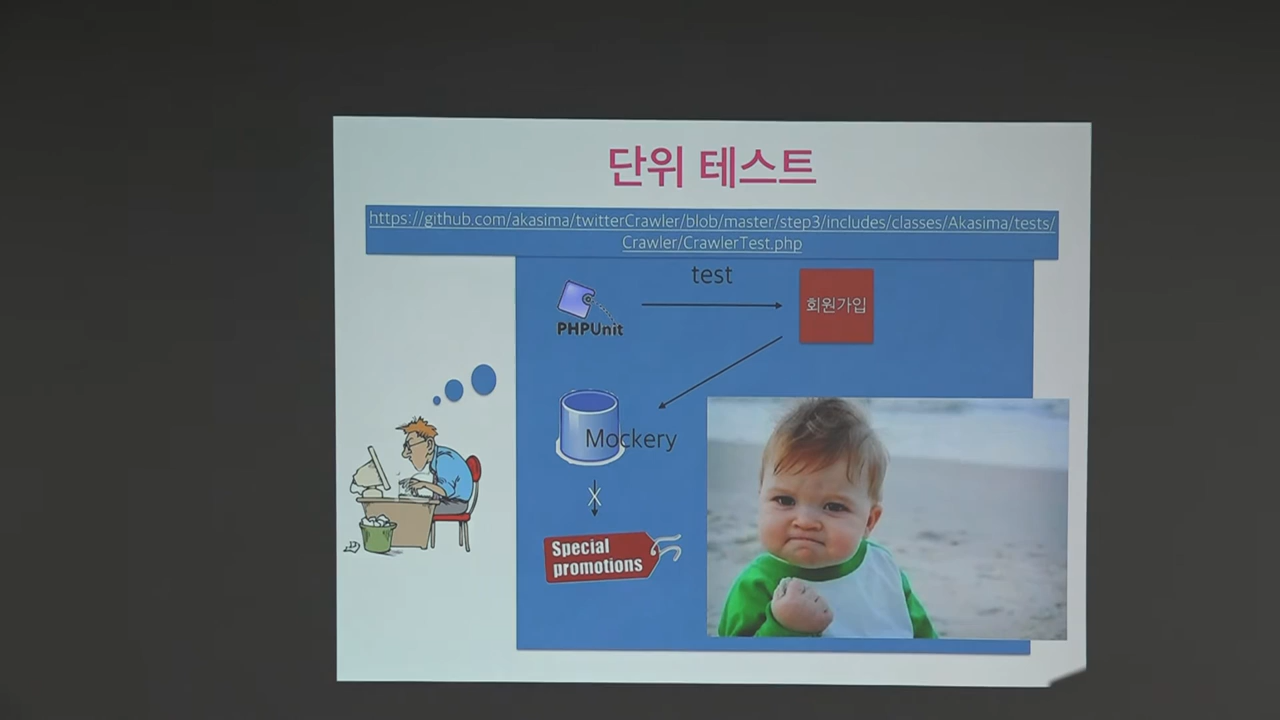 단위 테스트
https://github.com/akasima/twitterCrawler/blob/master/step3/includes/classes/Akasima/tests/
Crawler/CrawlerTest.php
test
회원가입
PHPUnit
Mockery
X
Special
promotions